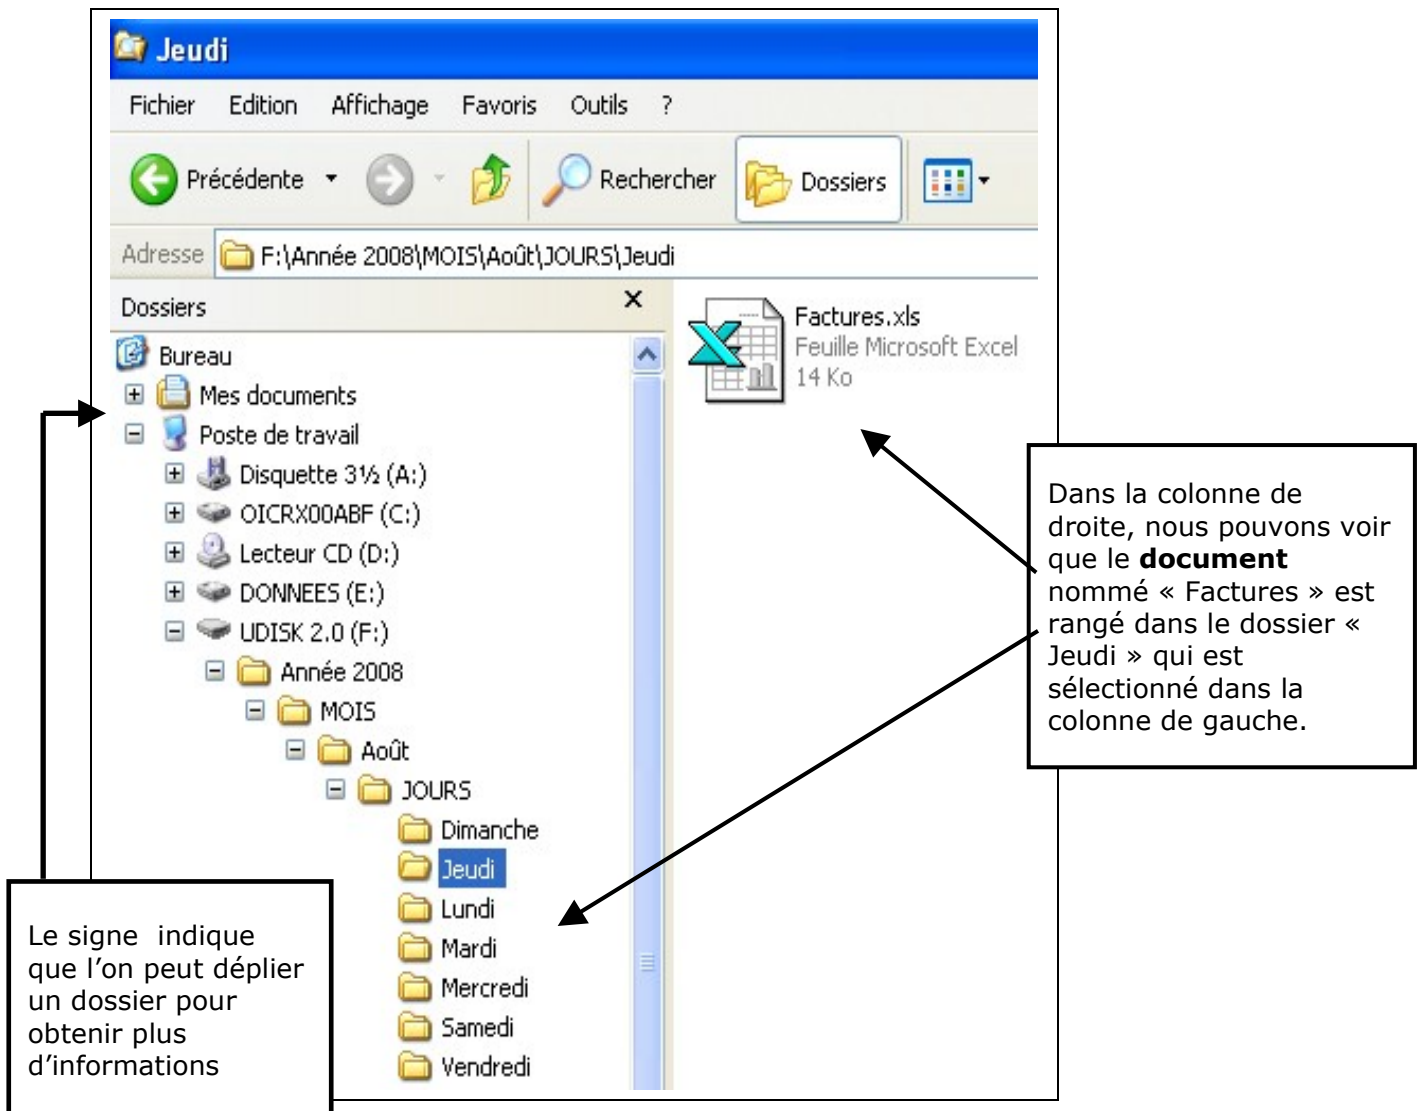 Jeudi
Fichier Edition Affichage Favoris Outils ?
Précédente Rechercher Dossiers
Adresse F:\Année 2008\MOIS\Août\JOURS\Jeudi
Dossiers
Bureau
Mes documents
Poste de travail
Disquette 3½ (A:)
OICRX00ABF (C:)
Lecteur CD (D:)
DONNEES (E:)
UDISK 2.0 (F:)
Année 2008
MOIS
Août
JOURS
Dimanche
Jeudi
Lundi
Mardi
Mercredi
Samedi
Vendredi
Factures.xls
Feuille Microsoft Excel
14 Ko
Dans la colonne de
droite, nous pouvons voir
que le document
nommé « Factures » est
rangé dans le dossier «
Jeudi » qui est
sélectionné dans la
colonne de gauche.
Le signe indique
que l’on peut déplier
un dossier pour
obtenir plus
d’informations